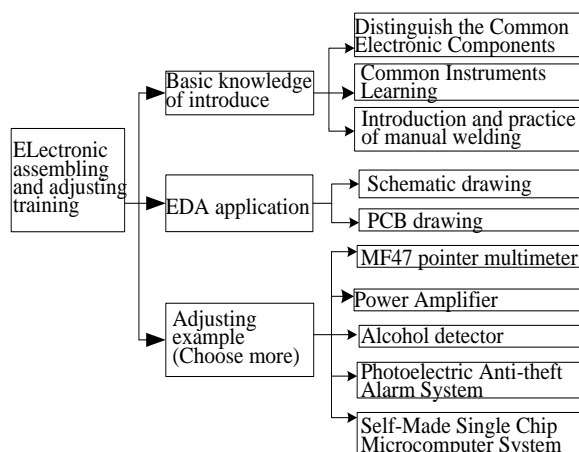 ELectronic
assembling
and adjusting
training
Basic knowledge
of introduce
Distinguish the Common
Electronic Components
Common Instruments
Learning
Introduction and practice
of manual welding
EDA application
Schematic drawing
PCB drawing
Adjusting
example
(Choose more)
MF47 pointer multimeter
Power Amplifier
Alcohol detector
Photoelectric Anti-theft
Alarm System
Self-Made Single Chip
Microcomputer System